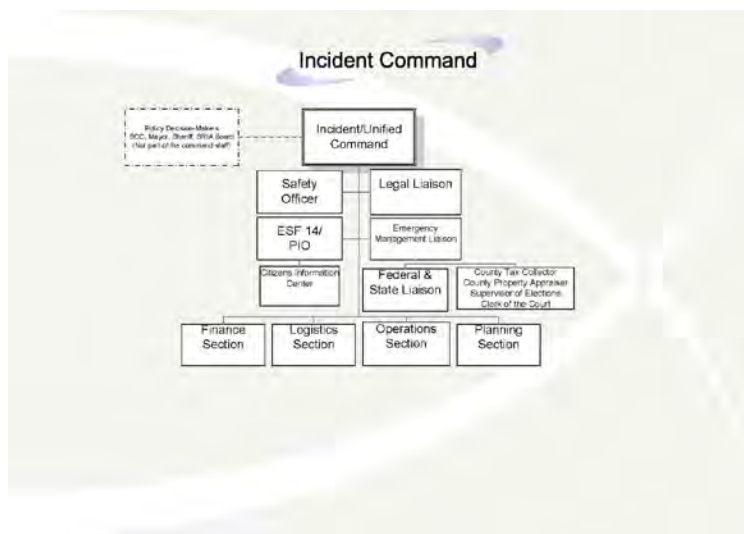 Incident Command
Policy Decision-Makers
BCC, Mayor, Sheriff, SRIA Board
(Not part of the command staff)
Incident/Unified
Command
Safety
Officer
Legal Liaison
ESF 14/
PIO
Emergency
Management Liaison
Citizens Information
Center
Federal &
State Liaison
County Tax Collector
County Property Appraiser
Supervisor of Elections
Clerk of the Court
Finance
Section
Logistics
Section
Operations
Section
Planning
Section